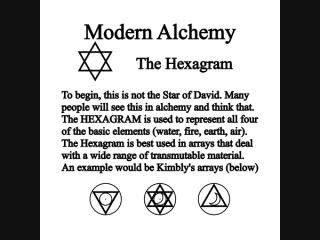 Modern Alchemy
The Hexagram
To begin, this is not the Star of David. Many
people will see this in alchemy and think that.
The HEXAGRAM is used to represent all four
of the basic elements (water, fire, earth, air).
The Hexagram is best used in arrays that deal
with a wide range of transmutable material.
An example would be Kimbly's arrays (below)